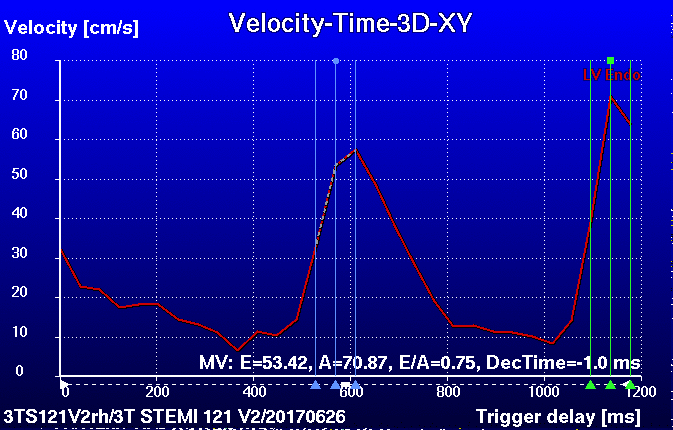 Velocity-Time-3D-XY
Velocity [cm/s]
80
LV Endo
70
60
50
40
30
20
10
MV: E=53.42, A=70.87, E/A=0.75, DecTime=-1.0 ms
0
200 400 600 800 1000 1200
3TS121V2rh/3T STEMI 121 V2/20170626 Trigger delay [ms]